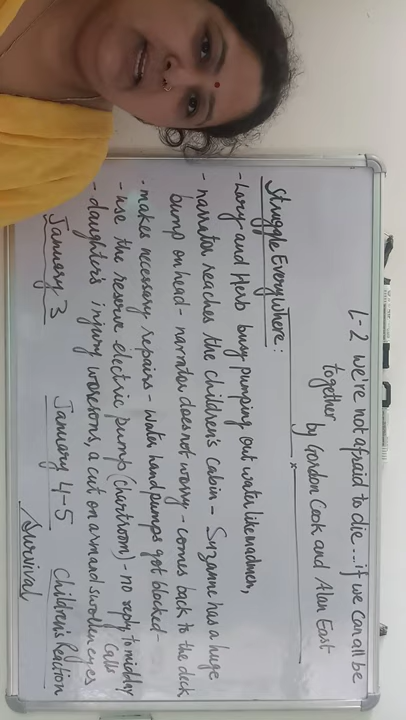 L-2 We're not afraid to die...if we can all be
together by Gordon Cook and Alan East
x
Struggle Everywhere:
- Larry and Herb busy pumping out water like madmen,
- narrator reaches the children's cabin - Suzanne has a huge
bump on head - narrator does not worry - comes back to the deck
- makes necessary repairs - water hand pumps got blocked -
- use the reserve electric pump (chartroom) - no reply to midday calls
- daughter's injury worsens, a cut on arm and swollen eyes
January 3 January 4-5 Children's Reaction
Survival